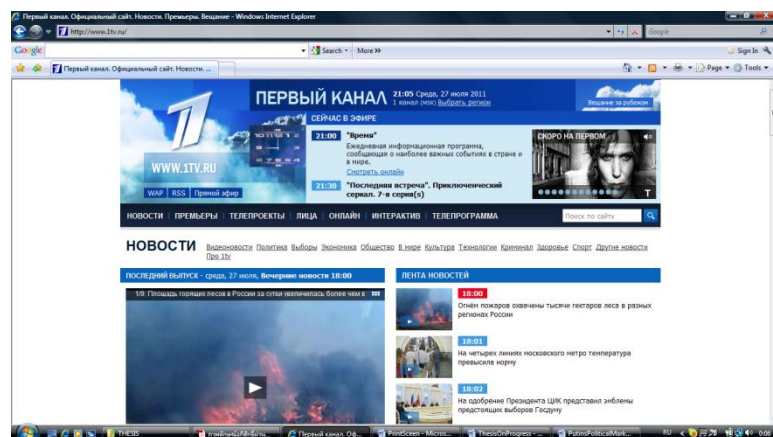 Первый канал. Официальный сайт. Новости. Премьеры. Вещание - Windows Internet Explorer
http://www.1tv.ru/
Google
Google
Search
More >>
Sign In
Первый канал. Официальный сайт. Новости. ...
Page
Tools
ПЕРВЫЙ КАНАЛ
21:05 Среда, 27 июля 2011
1 канал (мск) Выбрать регион
Вещание за рубежом
СЕЙЧАС В ЭФИРЕ
21:00 "Время"
Ежедневная информационная программа,
сообщающая о наиболее важных событиях в стране и
в мире.
Смотреть онлайн
21:30 "Последняя встреча". Приключенческий
сериал. 7-я серия(s)
СКОРО НА ПЕРВОМ
WWW.1TV.RU
WAP RSS Прямой эфир
НОВОСТИ ПРЕМЬЕРЫ ТЕЛЕПРОЕКТЫ ЛИЦА ОНЛАЙН ИНТЕРАКТИВ ТЕЛЕПРОГРАММА
Поиск по сайту
НОВОСТИ
Видеоновости Политика Выборы Экономика Общество В мире Культура Технологии Криминал Здоровье Спорт Другие новости
Про 1tv
ПОСЛЕДНИЙ ВЫПУСК - среда, 27 июля, Вечерние новости 18:00
ЛЕНТА НОВОСТЕЙ
1/9: Площадь горящих лесов в России за сутки увеличилась более чем в
18:00
Огнём пожаров охвачены тысячи гектаров леса в разных
регионах России
18:01
На четырех линиях московского метро температура
превысила норму
18:02
На одобрение Президента ЦИК представил эмблемы
предстоящих выборов Госдуму
THESIS
Первый канал. Оф...
PrintSceen - Micros...
ThesisOnProgress - ...
PutinsPoliticalMark...
RU
0:06